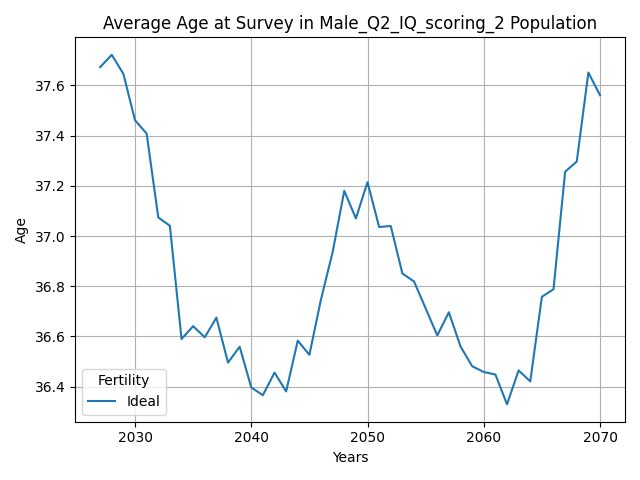 Average Age at Survey in Male_Q2_IQ_scoring_2 Population
37.6
37.4
37.2
37.0
36.8
36.6
36.4
Age
Fertility
Ideal
2030 2040 2050 2060 2070
Years